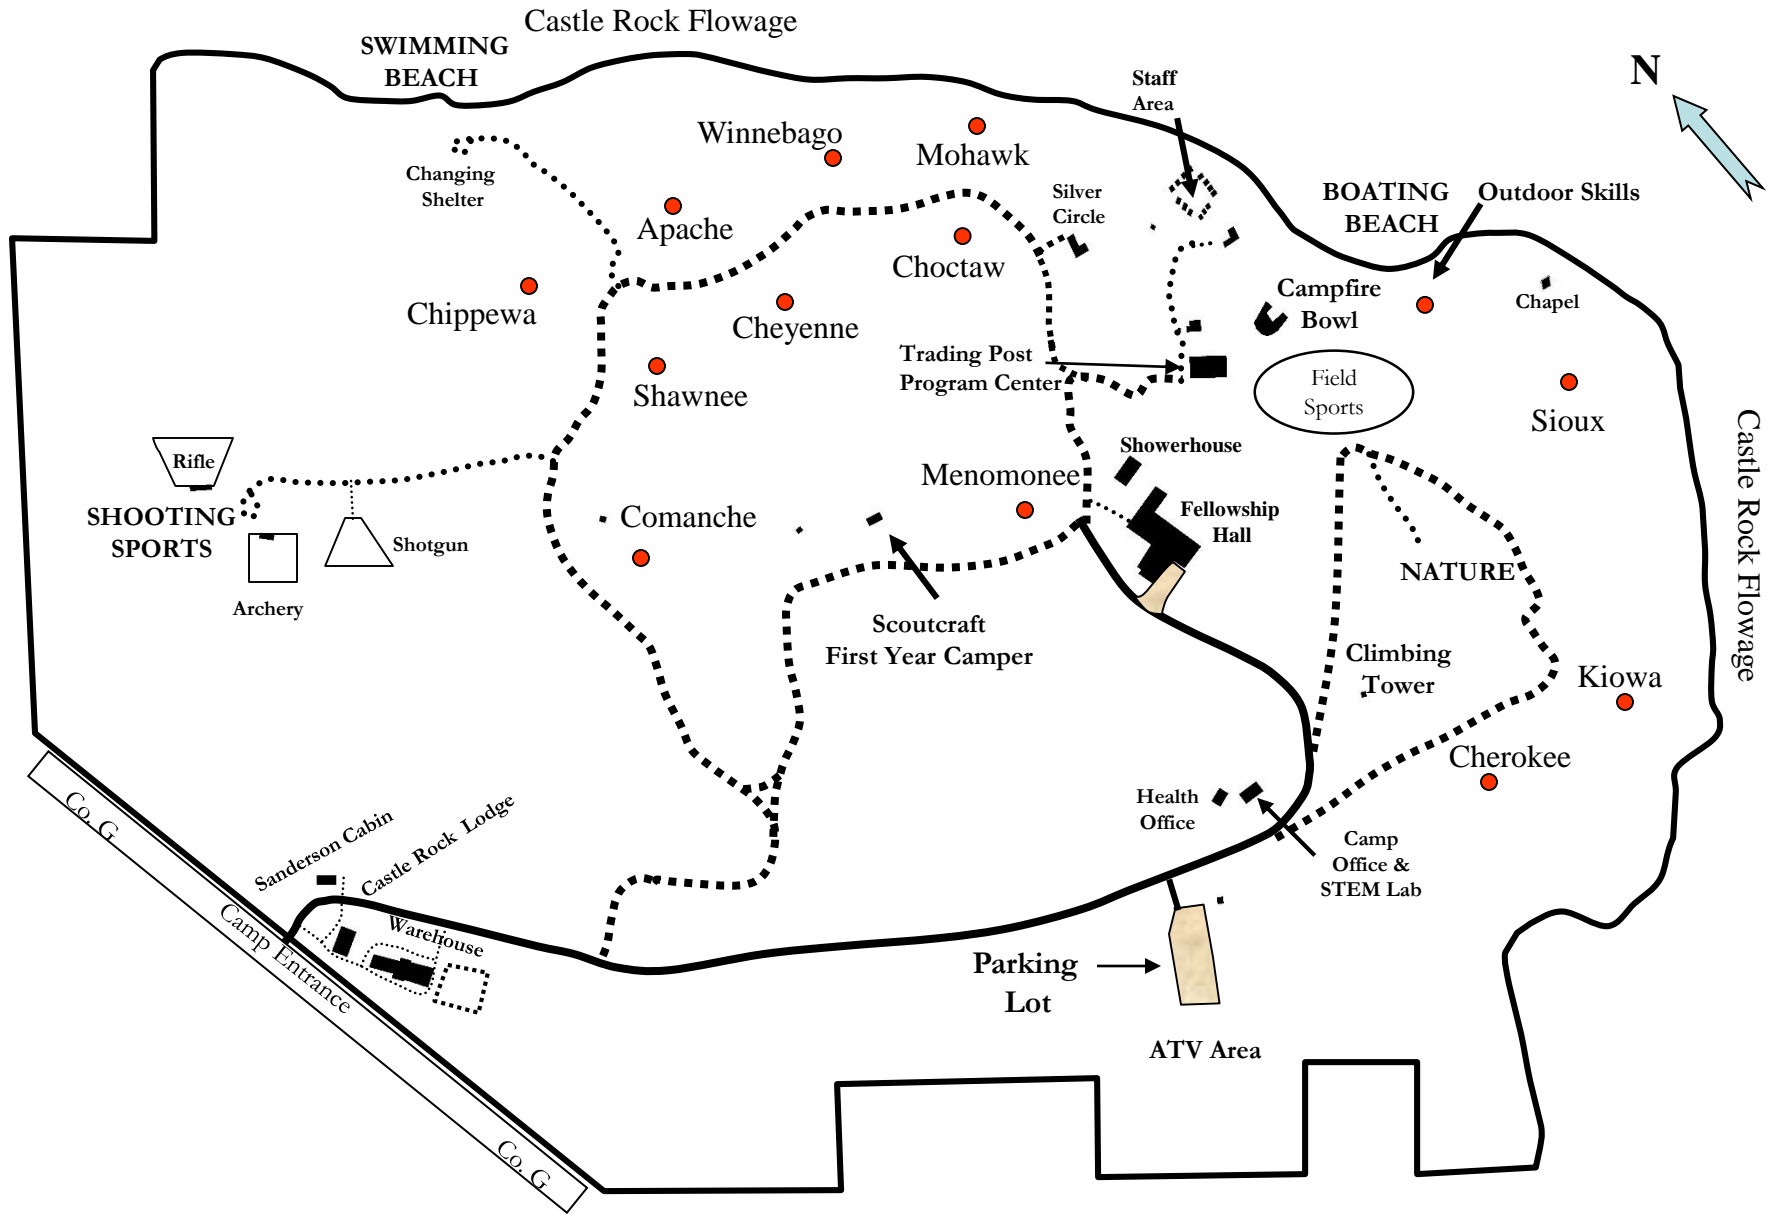 Castle Rock Flowage
SWIMMING
BEACH
N
Staff
Area
Winnebago
Mohawk
Changing
Shelter
Silver
Circle
BOATING
BEACH
Outdoor Skills
Apache
Choctaw
Chippewa
Cheyenne
Campfire
Bowl
Chapel
Trading Post
Program Center
Field
Sports
Shawnee
Sioux
Castle Rock Flowage
Rifle
SHOOTING
SPORTS
Shotgun
Archery
Showerhouse
Menomonee
Comanche
Fellowship
Hall
NATURE
Scoutcraft
First Year Camper
Climbing
Tower
Kiowa
Cherokee
Health
Office
Camp
Office &
STEM Lab
Co. G
Sanderson Cabin
Castle Rock Lodge
Warehouse
Camp Entrance
Parking
Lot
ATV Area
Co. G